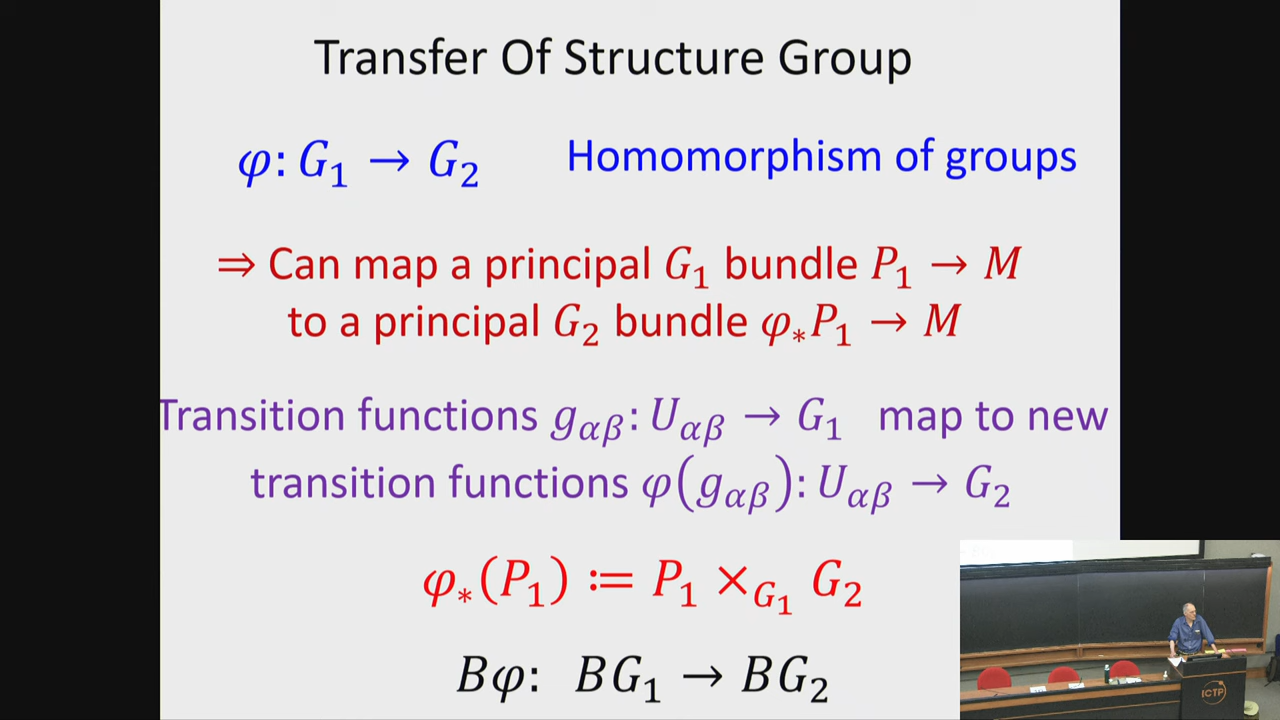 Transfer Of Structure Group
φ: G₁ → G₂ Homomorphism of groups
⇒ Can map a principal G₁ bundle P₁ → M
to a principal G₂ bundle φ∗P₁ → M
Transition functions g_αβ: U_αβ → G₁ map to new
transition functions φ(g_αβ): U_αβ → G₂
φ∗(P₁) ≔ P₁ ×_G₁ G₂
Bφ: BG₁ → BG₂
ICTP